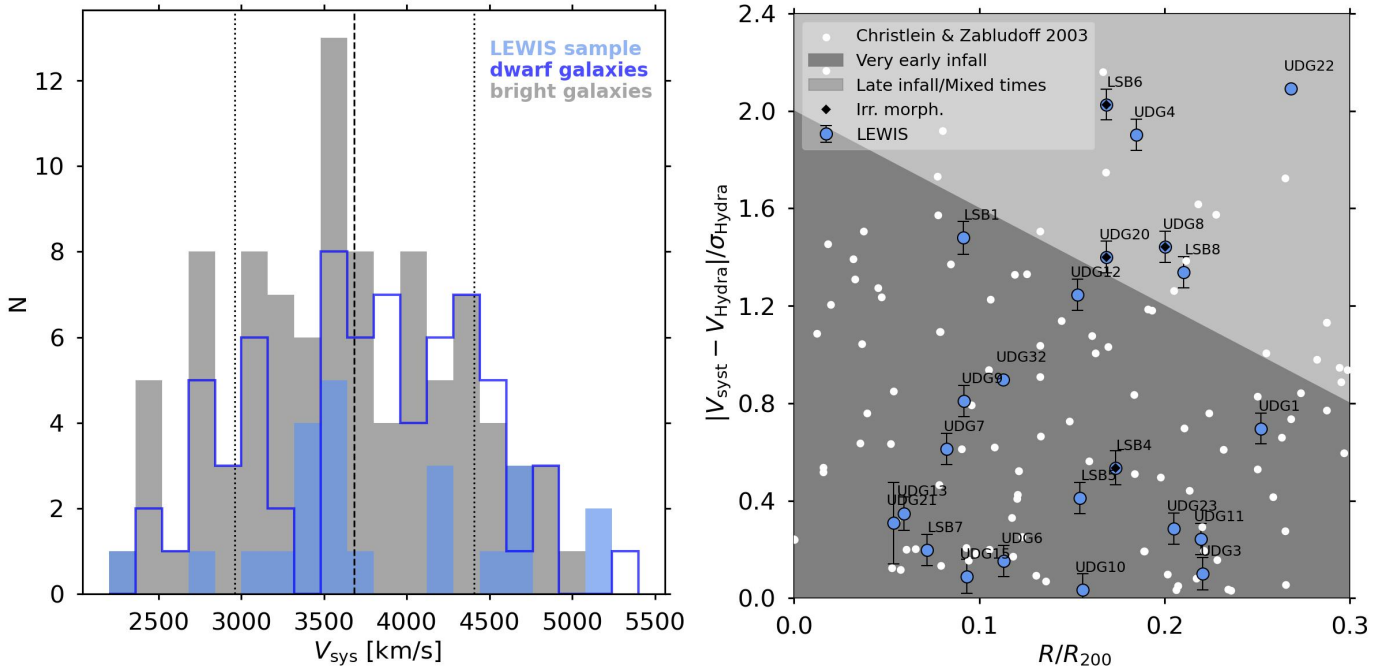 N
12
10
8
6
4
2
0
LEWIS sample
dwarf galaxies
bright galaxies
2500 3000 3500 4000 4500 5000 5500
V_sys [km/s]
|V_syst − V_Hydra|/σ_Hydra
2.4
2.0
1.6
1.2
0.8
0.4
0.0
Christlein & Zabludoff 2003
Very early infall
Late infall/Mixed times
Irr. morph.
LEWIS
UDG22
LSB6
UDG4
LSB1
UDG8
UDG20
LSB8
UDG12
UDG32
UDG9
UDG1
UDG7
LSB4
LSB5
UDG13
UDG21
UDG23
UDG11
LSB7
UDG6
UDG15
UDG3
UDG10
0.0 0.1 0.2 0.3
R/R_200